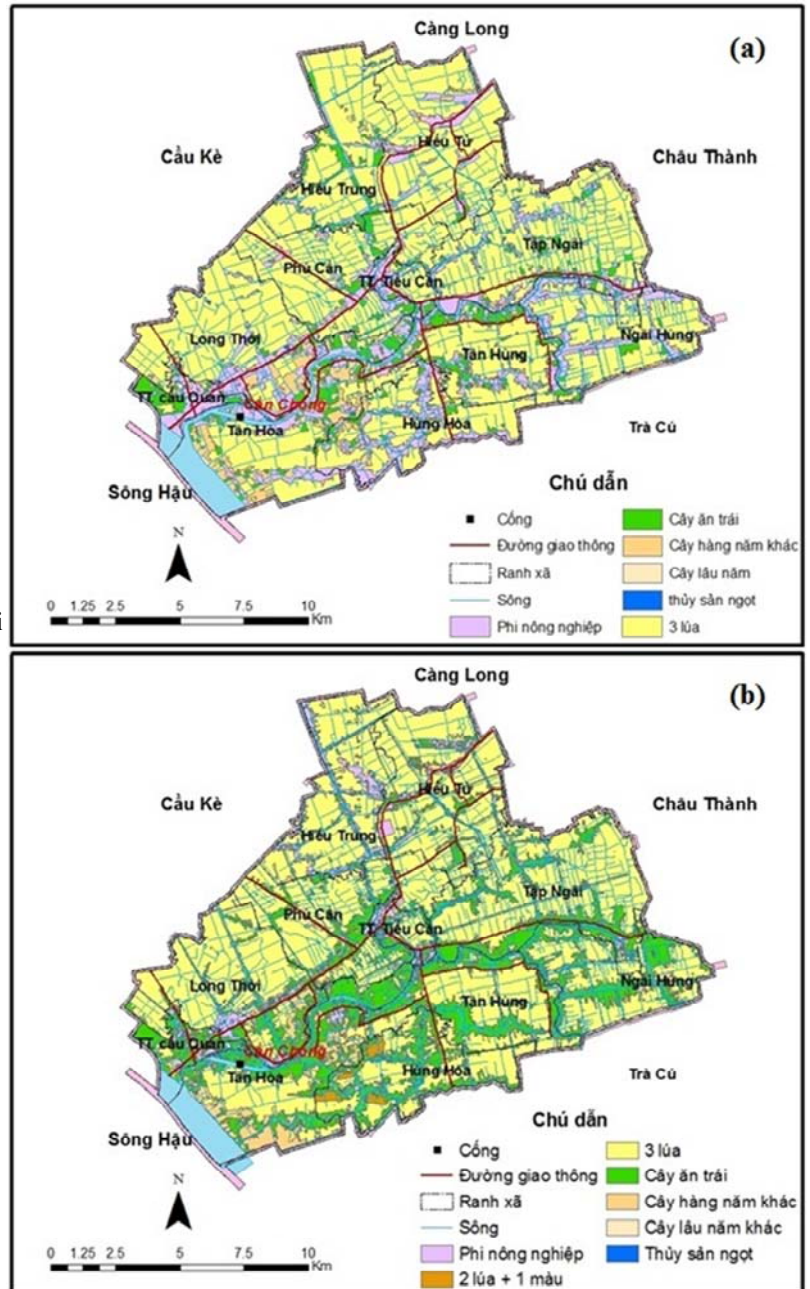 Càng Long
(a)
Cầu Kè
Hiếu Tử
Châu Thành
Hiếu Trung
Tập Ngãi
Phú Cần
TT. Tiểu Cần
Long Thới
Ngãi Hùng
Tân Hùng
TT cầu Quan
Cần Chông
Tân Hòa
Hùng Hòa
Trà Cú
Sông Hậu
Chú dẫn
N
Cống
Cây ăn trái
Đường giao thông
Cây hàng năm khác
Ranh xã
Cây lâu năm
Sông
thủy sản ngọt
Phi nông nghiệp
3 lúa
0 1.25 2.5 5 7.5 10
Km
i
Càng Long
(b)
Cầu Kè
Hiếu Tử
Châu Thành
Hiếu Trung
Tập Ngãi
Phú Cần
TT. Tiểu Cần
Long Thới
Ngãi Hùng
Tân Hùng
TT cầu Quan
Cần Chông
Tân Hòa
Hùng Hòa
Trà Cú
Sông Hậu
Chú dẫn
N
Cống
3 lúa
Đường giao thông
Cây ăn trái
Ranh xã
Cây hàng năm khác
Sông
Cây lâu năm khác
Phi nông nghiệp
Thủy sản ngọt
2 lúa + 1 màu
0 1.25 2.5 5 7.5 10
Km